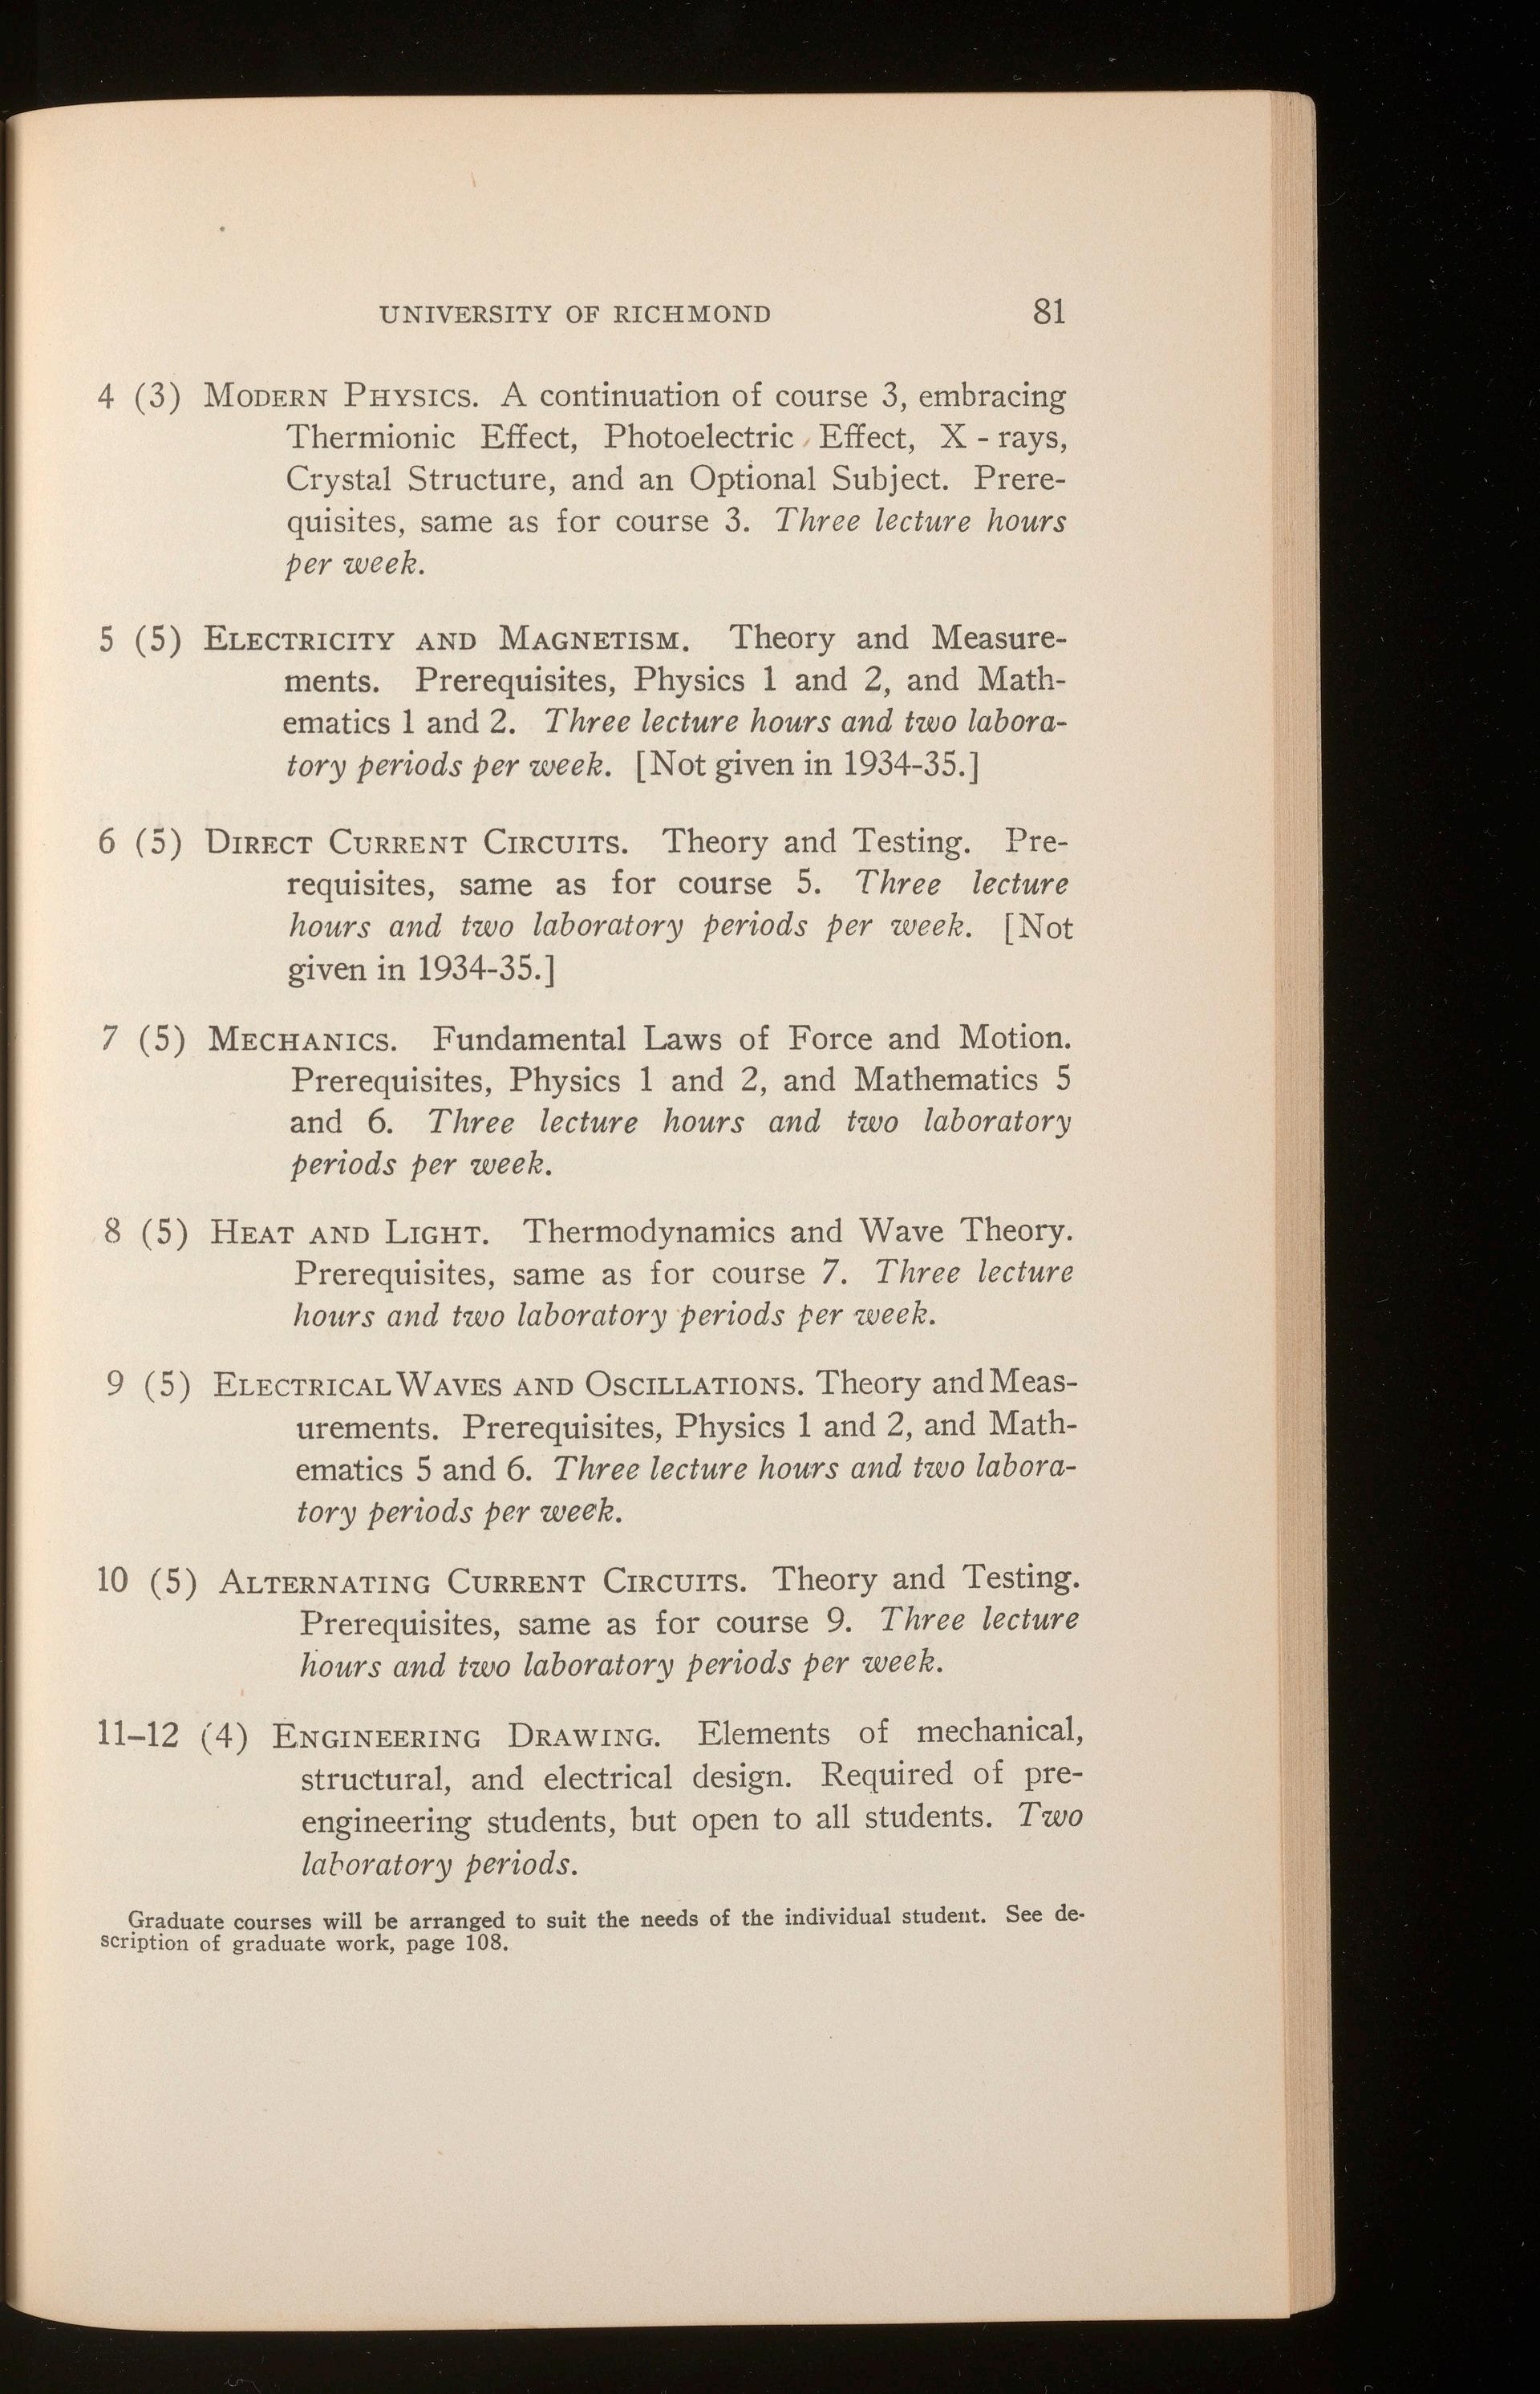 UNIVERSITY OF RICHMOND 81
4 (3) MODERN PHYSICS. A continuation of course 3, embracing
Thermionic Effect, Photoelectric Effect, X - rays,
Crystal Structure, and an Optional Subject. Prere-
quisites, same as for course 3. Three lecture hours
per week.
5 (5) ELECTRICITY AND MAGNETISM. Theory and Measure-
ments. Prerequisites, Physics 1 and 2, and Math-
ematics 1 and 2. Three lecture hours and two labora-
tory periods per week. [Not given in 1934-35.]
6 (5) DIRECT CURRENT CIRCUITS. Theory and Testing. Pre-
requisites, same as for course 5. Three lecture
hours and two laboratory periods per week. [Not
given in 1934-35.]
7 (5) MECHANICS. Fundamental Laws of Force and Motion.
Prerequisites, Physics 1 and 2, and Mathematics 5
and 6. Three lecture hours and two laboratory
periods per week.
8 (5) HEAT AND LIGHT. Thermodynamics and Wave Theory.
Prerequisites, same as for course 7. Three lecture
hours and two laboratory periods per week.
9 (5) ELECTRICAL WAVES AND OSCILLATIONS. Theory and Meas-
urements. Prerequisites, Physics 1 and 2, and Math-
ematics 5 and 6. Three lecture hours and two labora-
tory periods per week.
10 (5) ALTERNATING CURRENT CIRCUITS. Theory and Testing.
Prerequisites, same as for course 9. Three lecture
hours and two laboratory periods per week.
11–12 (4) ENGINEERING DRAWING. Elements of mechanical,
structural, and electrical design. Required of pre-
engineering students, but open to all students. Two
laboratory periods.
Graduate courses will be arranged to suit the needs of the individual student. See de-
scription of graduate work, page 108.